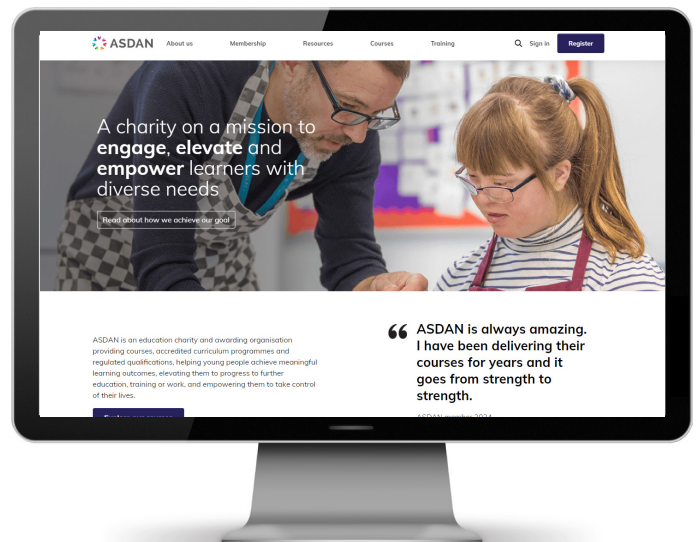 ASDAN About us Membership Resources Courses Training Sign in Register
A charity on a mission to
engage, elevate and
empower learners with
diverse needs
Read about how we achieve our goal
ASDAN is an education charity and awarding organisation
providing courses, accredited curriculum programmes and
regulated qualifications, helping young people achieve meaningful
learning outcomes, elevating them to progress to further
education, training or work, and empowering them to take control
of their lives.
“ ASDAN is always amazing.
I have been delivering their
courses for years and it
goes from strength to
strength.
ASDAN member 2024